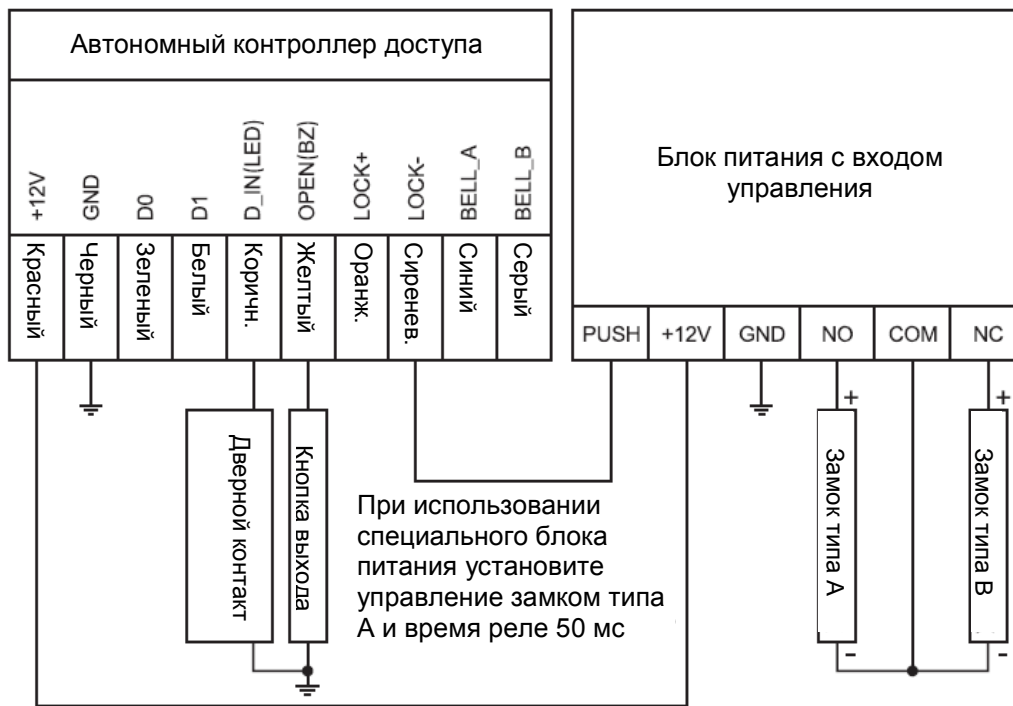 Автономный контроллер доступа
+12V
GND
D0
D1
D_IN(LED)
OPEN(BZ)
LOCK+
LOCK-
BELL_A
BELL_B
Красный
Черный
Зеленый
Белый
Коричн.
Желтый
Оранж.
Сиренев.
Синий
Серый
Блок питания с входом
управления
PUSH
+12V
GND
NO
COM
NC
Дверной контакт
Кнопка выхода
При использовании
специального блока
питания установите
управление замком типа
А и время реле 50 мс
+
Замок типа А
-
+
Замок типа В
-